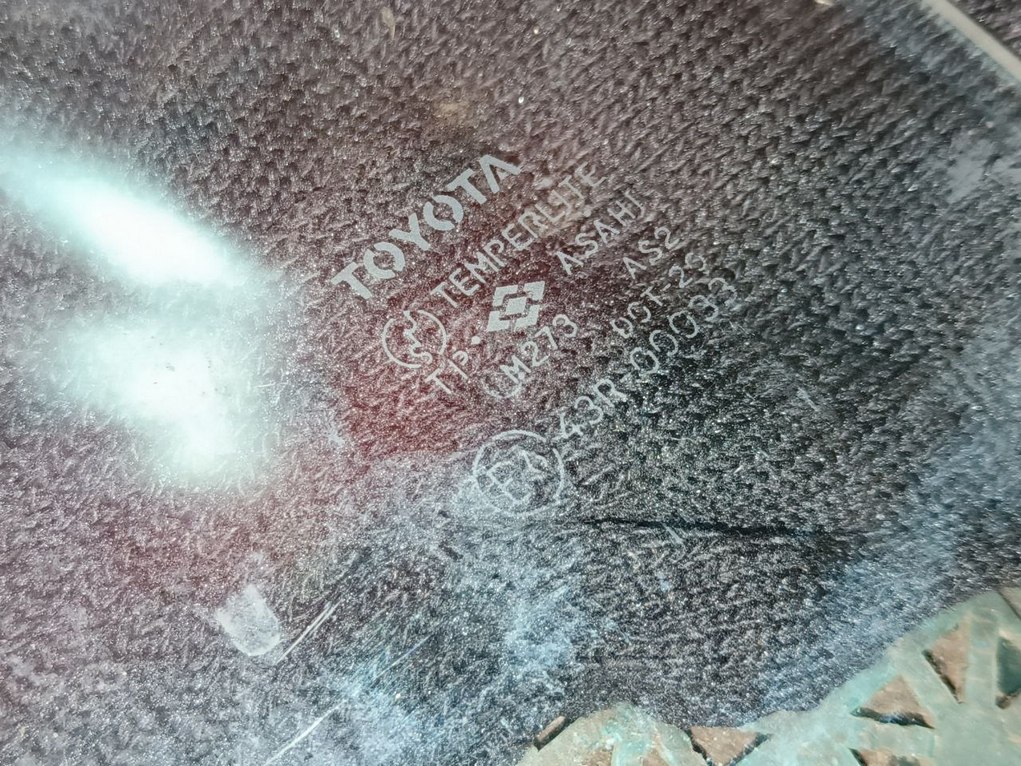 TOYOTA
TEMPERLITE
TP. ASAHI
M273 AS2
DOT-25
43R-00033